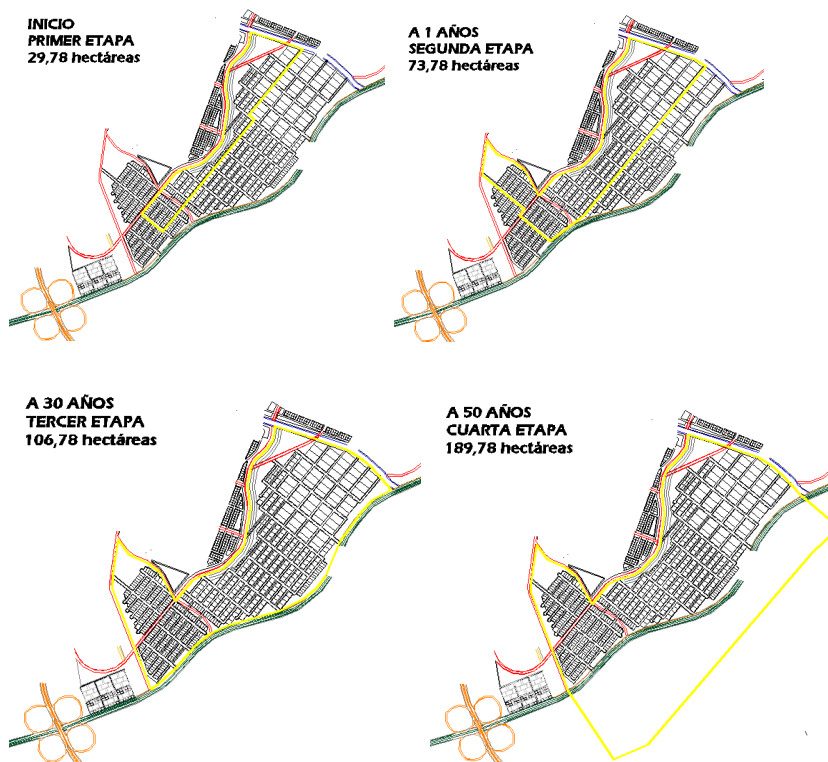 INICIO
PRIMER ETAPA
29,78 hectáreas
A 1 AÑOS
SEGUNDA ETAPA
73,78 hectáreas
A 30 AÑOS
TERCER ETAPA
106,78 hectáreas
A 50 AÑOS
CUARTA ETAPA
189,78 hectáreas